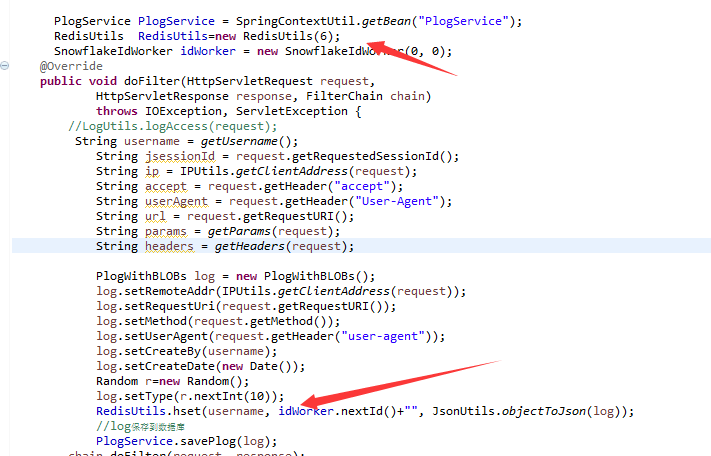 PlogService PlogService = SpringContextUtil.getBean("PlogService");
RedisUtils  RedisUtils=new RedisUtils(6);
SnowflakeIdWorker idWorker = new SnowflakeIdWorker(0, 0);
@Override
public void doFilter(HttpServletRequest request,
HttpServletResponse response, FilterChain chain)
throws IOException, ServletException {
//LogUtils.logAccess(request);
String username = getUsername();
String jsessionId = request.getRequestedSessionId();
String ip = IPUtils.getClientAddress(request);
String accept = request.getHeader("accept");
String userAgent = request.getHeader("User-Agent");
String url = request.getRequestURI();
String params = getParams(request);
String headers = getHeaders(request);
PlogWithBLOBs log = new PlogWithBLOBs();
log.setRemoteAddr(IPUtils.getClientAddress(request));
log.setRequestUri(request.getRequestURI());
log.setMethod(request.getMethod());
log.setUserAgent(request.getHeader("user-agent"));
log.setCreateBy(username);
log.setCreateDate(new Date());
Random r=new Random();
log.setType(r.nextInt(10));
RedisUtils.hset(username, idWorker.nextId()+"", JsonUtils.objectToJson(log));
//log保存到数据库
PlogService.savePlog(log);
chain.doFilter(request, response);